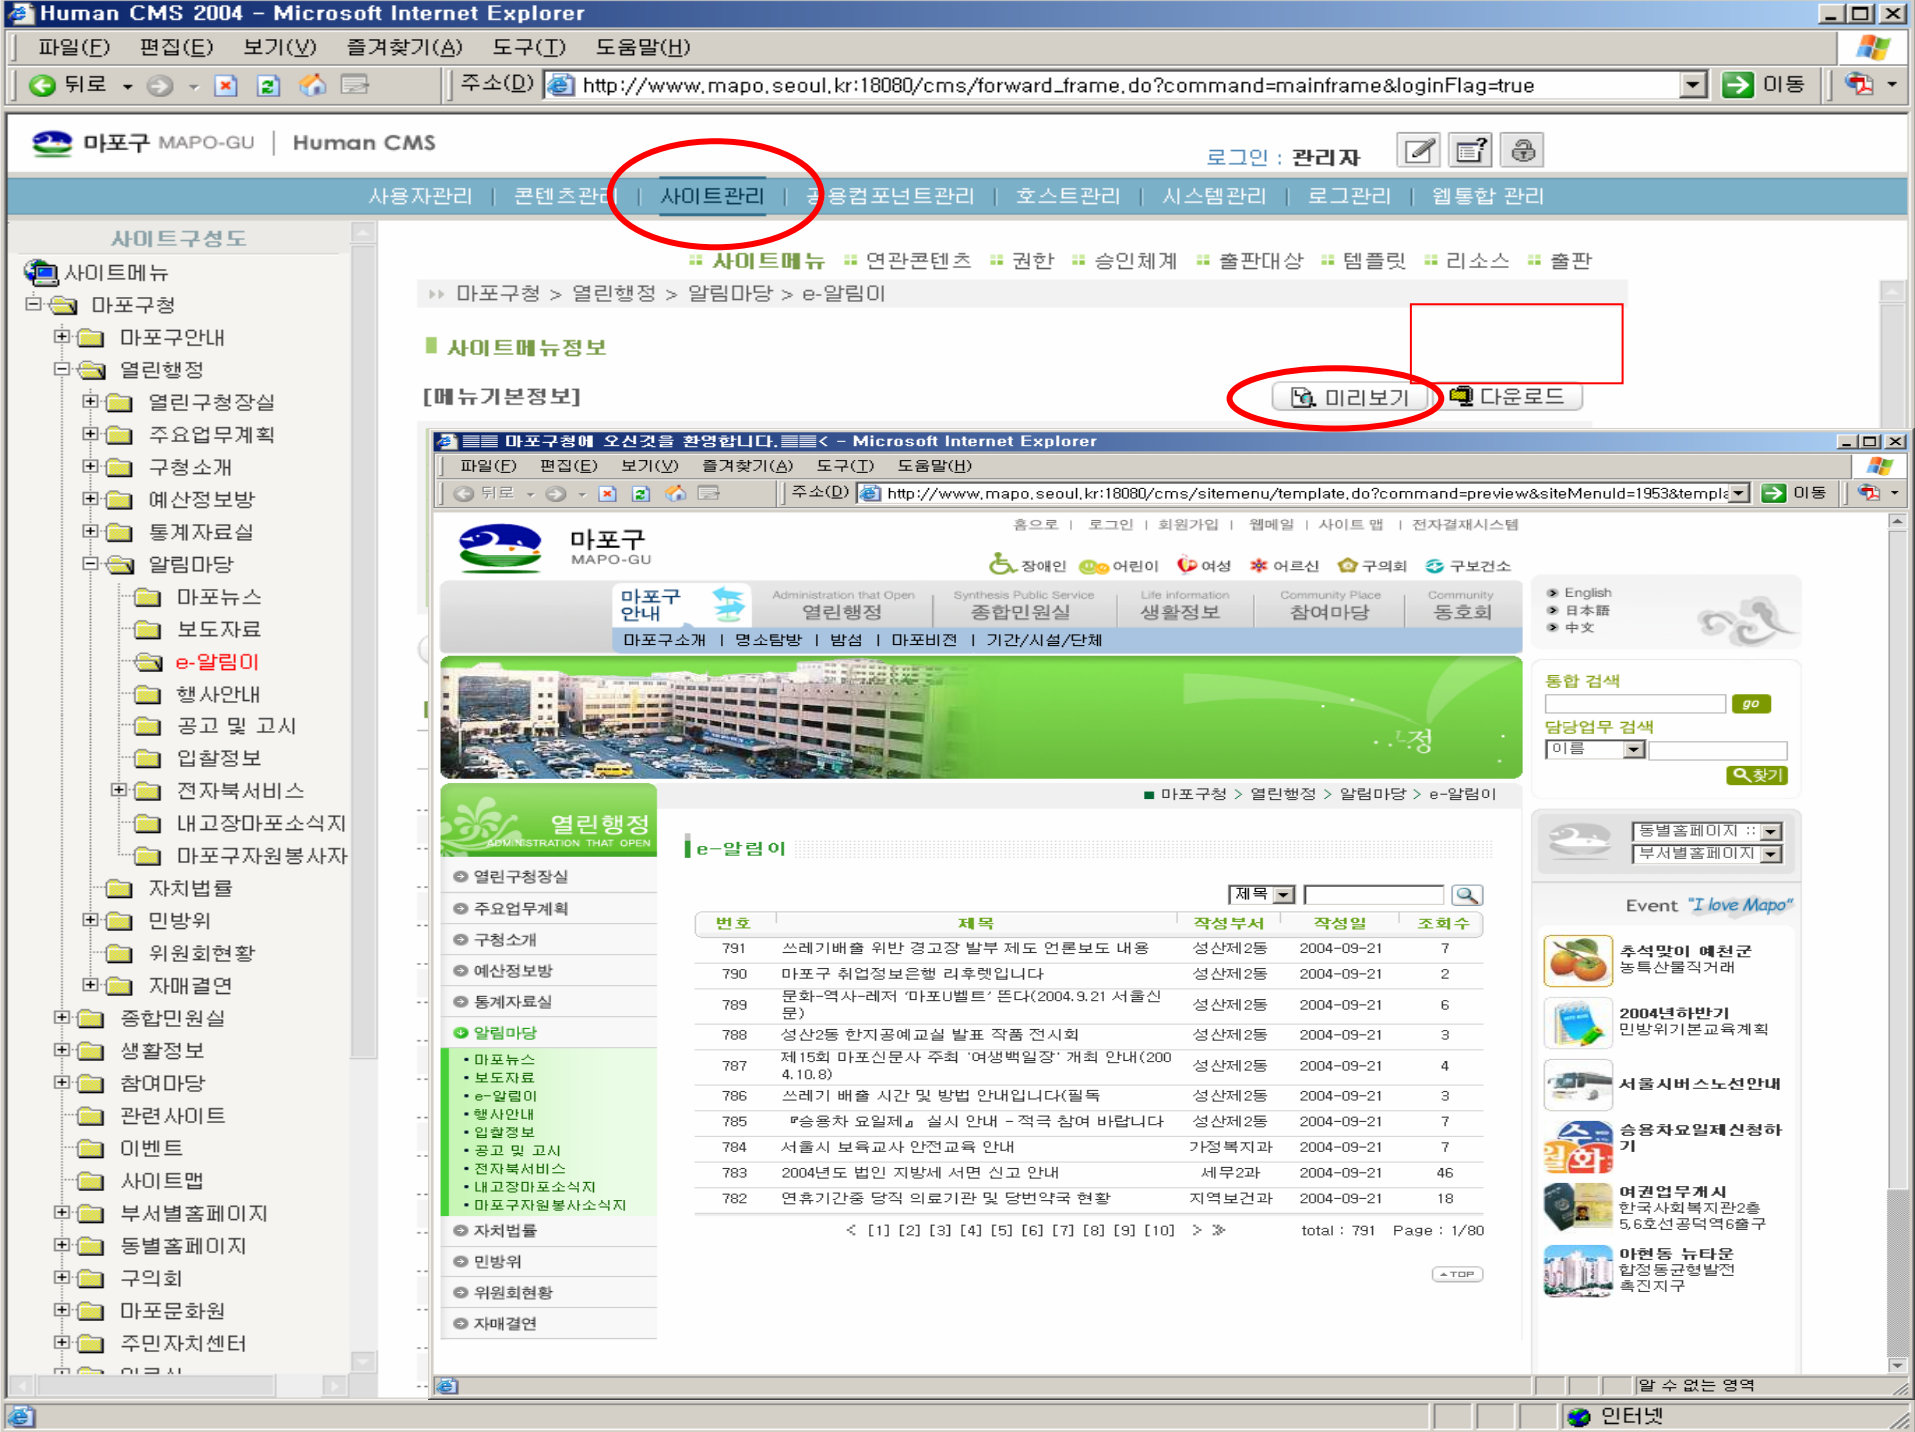 Human CMS 2004 - Microsoft Internet Explorer
파일(F) 편집(E) 보기(V) 즐겨찾기(A) 도구(T) 도움말(H)
뒤로 주소(D) http://www.mapo.seoul.kr:18080/cms/forward_frame.do?command=mainframe&loginFlag=true 이동
마포구 MAPO-GU | Human CMS
로그인 : 관리자
사용자관리 | 콘텐츠관리 | 사이트관리 | 공용컴포넌트관리 | 호스트관리 | 시스템관리 | 로그관리 | 웹통합 관리
사이트구성도
사이트메뉴
마포구청
마포구안내
열린행정
열린구청장실
주요업무계획
구청소개
예산정보방
통계자료실
알림마당
마포뉴스
보도자료
e-알림이
행사안내
공고 및 고시
입찰정보
전자북서비스
내고장마포소식지
마포구자원봉사자
자치법률
민방위
위원회현황
자매결연
종합민원실
생활정보
참여마당
관련사이트
이벤트
사이트맵
부서별홈페이지
동별홈페이지
구의회
마포문화원
주민자치센터
사이트메뉴 연관콘텐츠 권한 승인체계 출판대상 템플릿 리소스 출판
마포구청 > 열린행정 > 알림마당 > e-알림이
사이트메뉴정보
[메뉴기본정보] 미리보기 다운로드
마포구청에 오신것을 환영합니다.< - Microsoft Internet Explorer
파일(F) 편집(E) 보기(V) 즐겨찾기(A) 도구(T) 도움말(H)
뒤로 주소(D) http://www.mapo.seoul.kr:18080/cms/sitemenu/template.do?command=preview&siteMenuId=1953&templa 이동
마포구
MAPO-GU
홈으로 | 로그인 | 회원가입 | 웹메일 | 사이트 맵 | 전자결재시스템
장애인 어린이 여성 어르신 구의회 구보건소
마포구
안내
Administration that Open
열린행정
Synthesis Public Service
종합민원실
Life information
생활정보
Community Place
참여마당
Community
동호회
마포구소개 | 명소탐방 | 밤섬 | 마포비전 | 기간/시설/단체
English
日本語
中文
정
통합 검색
go
담당업무 검색
이름
찾기
마포구청 > 열린행정 > 알림마당 > e-알림이
열린행정
ADMINISTRATION THAT OPEN
열린구청장실
주요업무계획
구청소개
예산정보방
통계자료실
알림마당
마포뉴스
보도자료
e-알림이
행사안내
입찰정보
공고 및 고시
전자북서비스
내고장마포소식지
마포구자원봉사소식지
자치법률
민방위
위원회현황
자매결연
e-알림이
제목
번호 제목 작성부서 작성일 조회수
791 쓰레기배출 위반 경고장 발부 제도 언론보도 내용 성산제2동 2004-09-21 7
790 마포구 취업정보은행 리후렛입니다 성산제2동 2004-09-21 2
789 문화-역사-레저 '마포U벨트' 뜬다(2004.9.21 서울신
문) 성산제2동 2004-09-21 6
788 성산2동 한지공예교실 발표 작품 전시회 성산제2동 2004-09-21 3
787 제15회 마포신문사 주최 '여생백일장' 개최 안내(200
4.10.8) 성산제2동 2004-09-21 4
786 쓰레기 배출 시간 및 방법 안내입니다(필독 성산제2동 2004-09-21 3
785 『승용차 요일제』 실시 안내 - 적극 참여 바랍니다 성산제2동 2004-09-21 7
784 서울시 보육교사 안전교육 안내 가정복지과 2004-09-21 7
783 2004년도 법인 지방세 서면 신고 안내 세무2과 2004-09-21 46
782 연휴기간중 당직 의료기관 및 당번약국 현황 지역보건과 2004-09-21 18
< [1] [2] [3] [4] [5] [6] [7] [8] [9] [10] > ≫ total : 791 Page : 1/80
TOP
동별홈페이지 ::
부서별홈페이지
Event "I love Mapo"
추석맞이 예천군
농특산물직거래
2004년하반기
민방위기본교육계획
서울시버스노선안내
승용차요일제신청하
기
여권업무개시
한국사회복지관2층
5,6호선공덕역6출구
아현동 뉴타운
합정동균형발전
촉진지구
알 수 없는 영역
인터넷